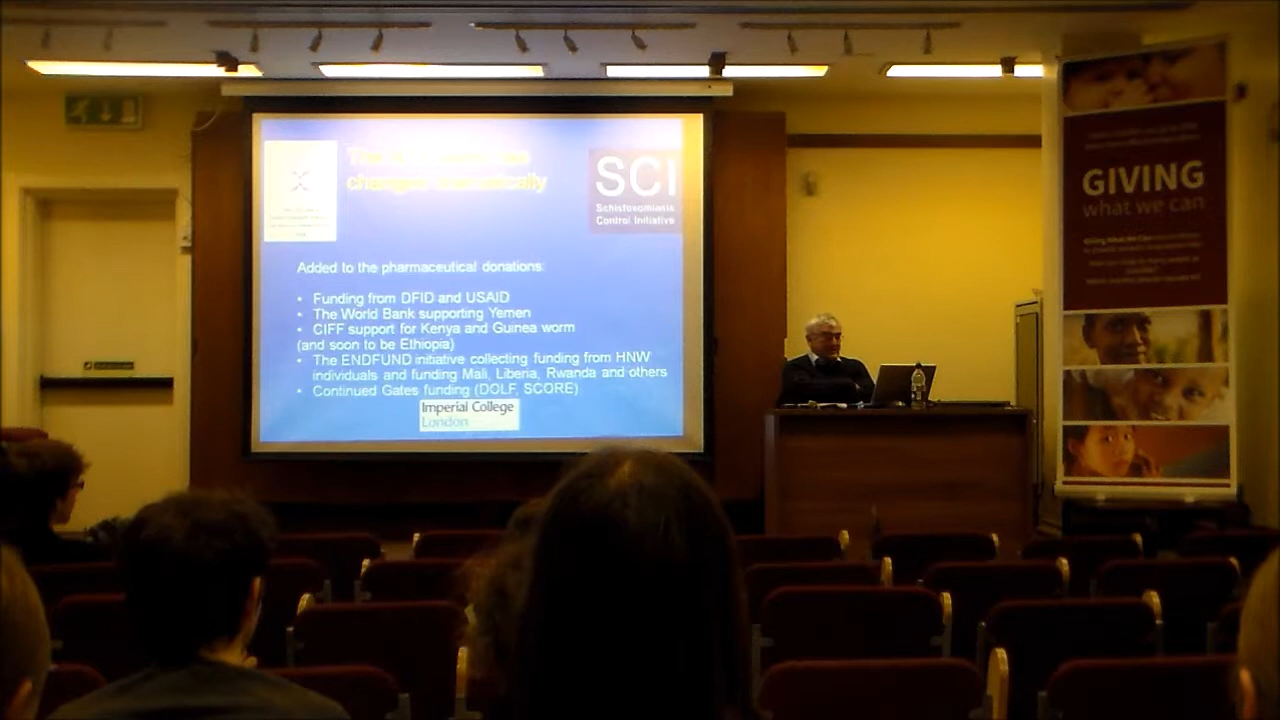 changed dramatically
SCI
Schistosomiasis
Control Initiative
Added to the pharmaceutical donations:
• Funding from DFID and USAID
• The World Bank supporting Yemen
• CIFF support for Kenya and Guinea worm
(and soon to be Ethiopia)
• The ENDFUND initiative collecting funding from HNW
individuals and funding Mali, Liberia, Rwanda and others
• Continued Gates funding (DOLF, SCORE)
Imperial College
London
GIVING
what we can